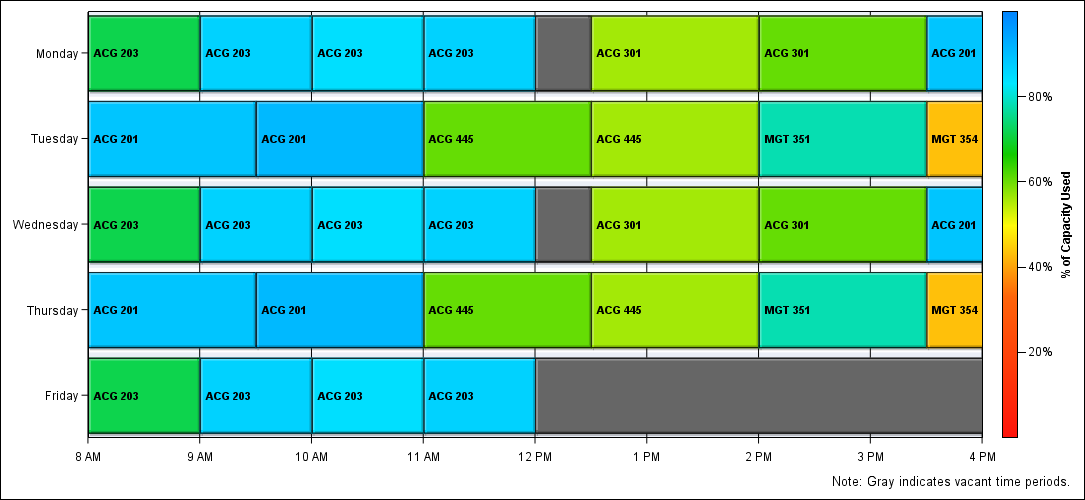 Monday ACG 203 ACG 203 ACG 203 ACG 203 ACG 301 ACG 301 ACG 201
80%
Tuesday ACG 201 ACG 201 ACG 445 ACG 445 MGT 351 MGT 354
60%
Wednesday ACG 203 ACG 203 ACG 203 ACG 203 ACG 301 ACG 301 ACG 201
% of Capacity Used
40%
Thursday ACG 201 ACG 201 ACG 445 ACG 445 MGT 351 MGT 354
20%
Friday ACG 203 ACG 203 ACG 203 ACG 203
8 AM 9 AM 10 AM 11 AM 12 PM 1 PM 2 PM 3 PM 4 PM
Note: Gray indicates vacant time periods.